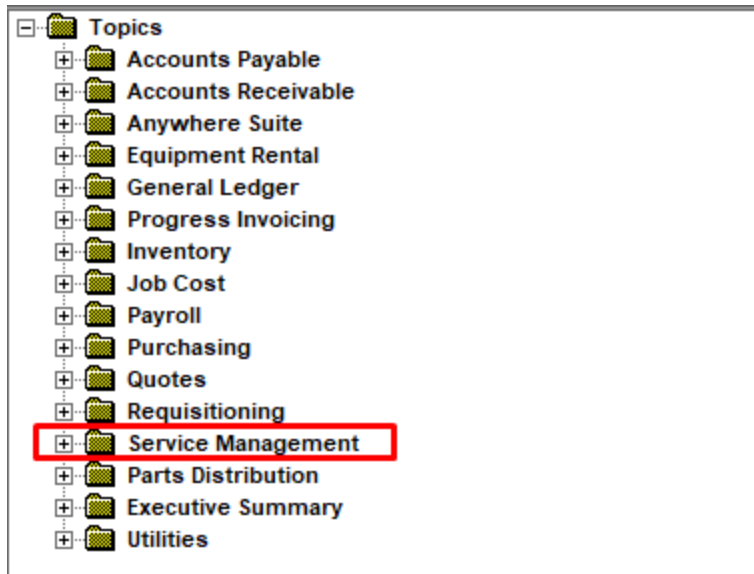 Topics
Accounts Payable
Accounts Receivable
Anywhere Suite
Equipment Rental
General Ledger
Progress Invoicing
Inventory
Job Cost
Payroll
Purchasing
Quotes
Requisitioning
Service Management
Parts Distribution
Executive Summary
Utilities